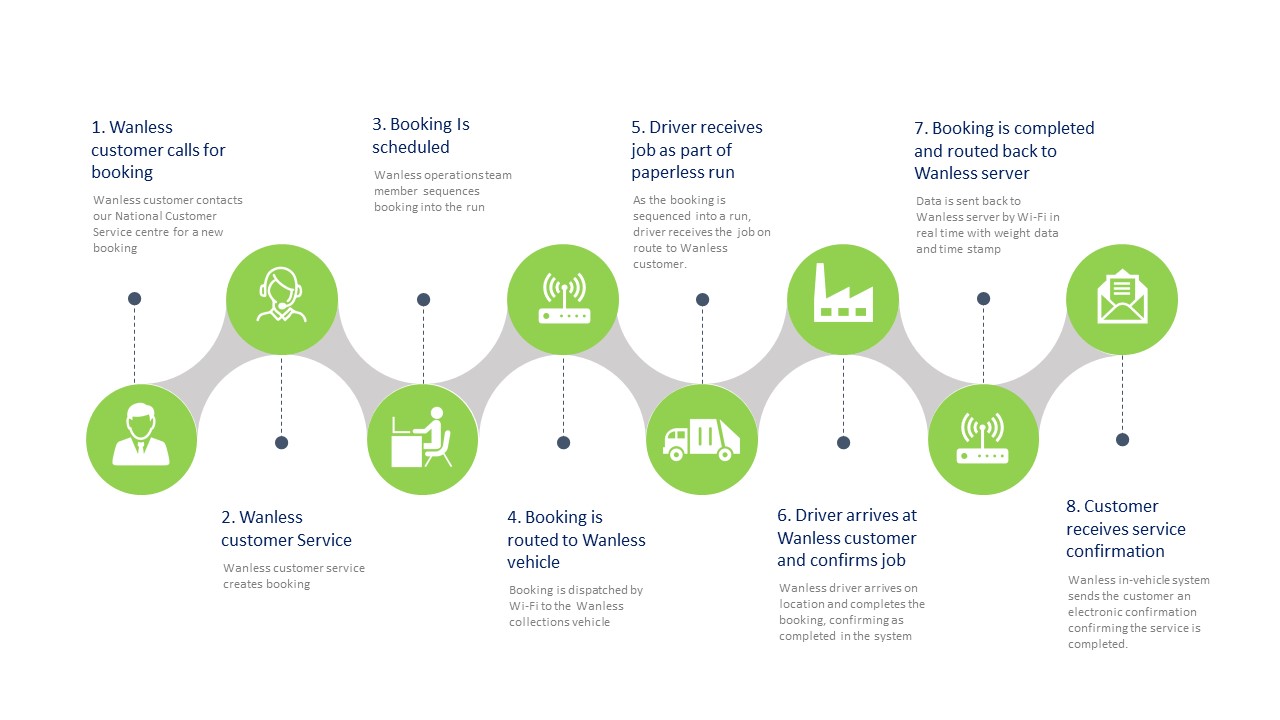 1. Wanless
customer calls for
booking
Wanless customer contacts
our National Customer
Service centre for a new
booking
2. Wanless
customer Service
Wanless customer service
creates booking
3. Booking Is
scheduled
Wanless operations team
member sequences
booking into the run
4. Booking is
routed to Wanless
vehicle
Booking is dispatched by
Wi-Fi to the Wanless
collections vehicle
5. Driver receives
job as part of
paperless run
As the booking is
sequenced into a run,
driver receives the job on
route to Wanless
customer.
6. Driver arrives at
Wanless customer
and confirms job
Wanless driver arrives on
location and completes the
booking, confirming as
completed in the system
7. Booking is completed
and routed back to
Wanless server
Data is sent back to
Wanless server by Wi-Fi in
real time with weight data
and time stamp
8. Customer
receives service
confirmation
Wanless in-vehicle system
sends the customer an
electronic confirmation
confirming the service is
completed.